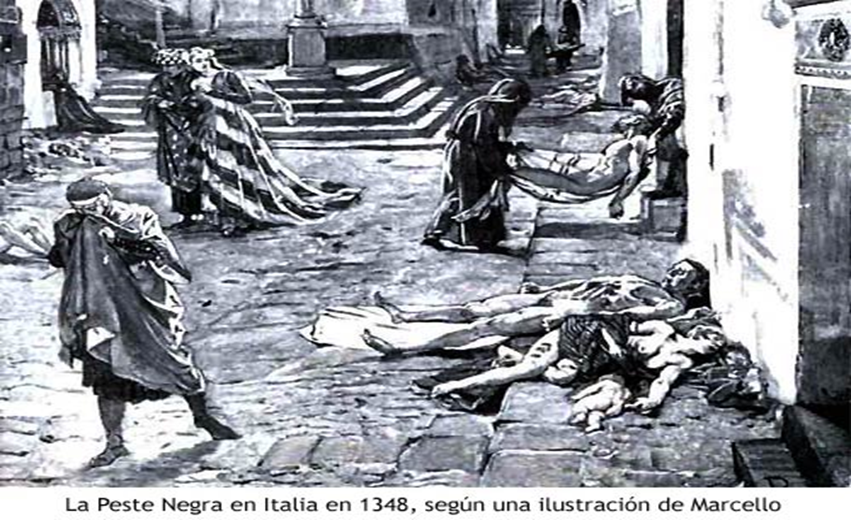 La Peste Negra en Italia en 1348, según una ilustración de Marcello